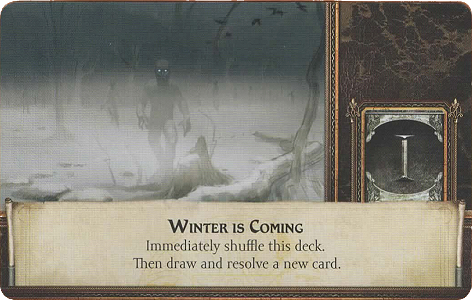 I
WINTER IS COMING
Immediately shuffle this deck.
Then draw and resolve a new card.